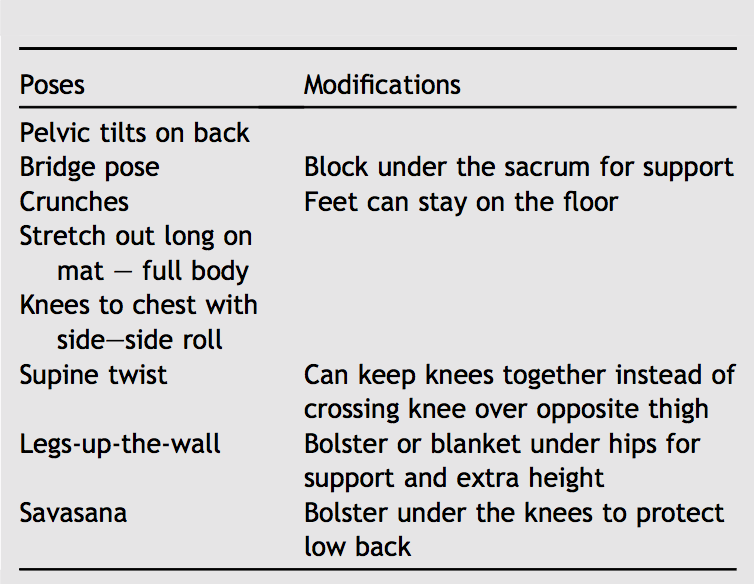 Poses Modifications
Pelvic tilts on back
Bridge pose Block under the sacrum for support
Crunches Feet can stay on the floor
Stretch out long on
mat — full body
Knees to chest with
side—side roll
Supine twist Can keep knees together instead of
crossing knee over opposite thigh
Legs-up-the-wall Bolster or blanket under hips for
support and extra height
Savasana Bolster under the knees to protect
low back